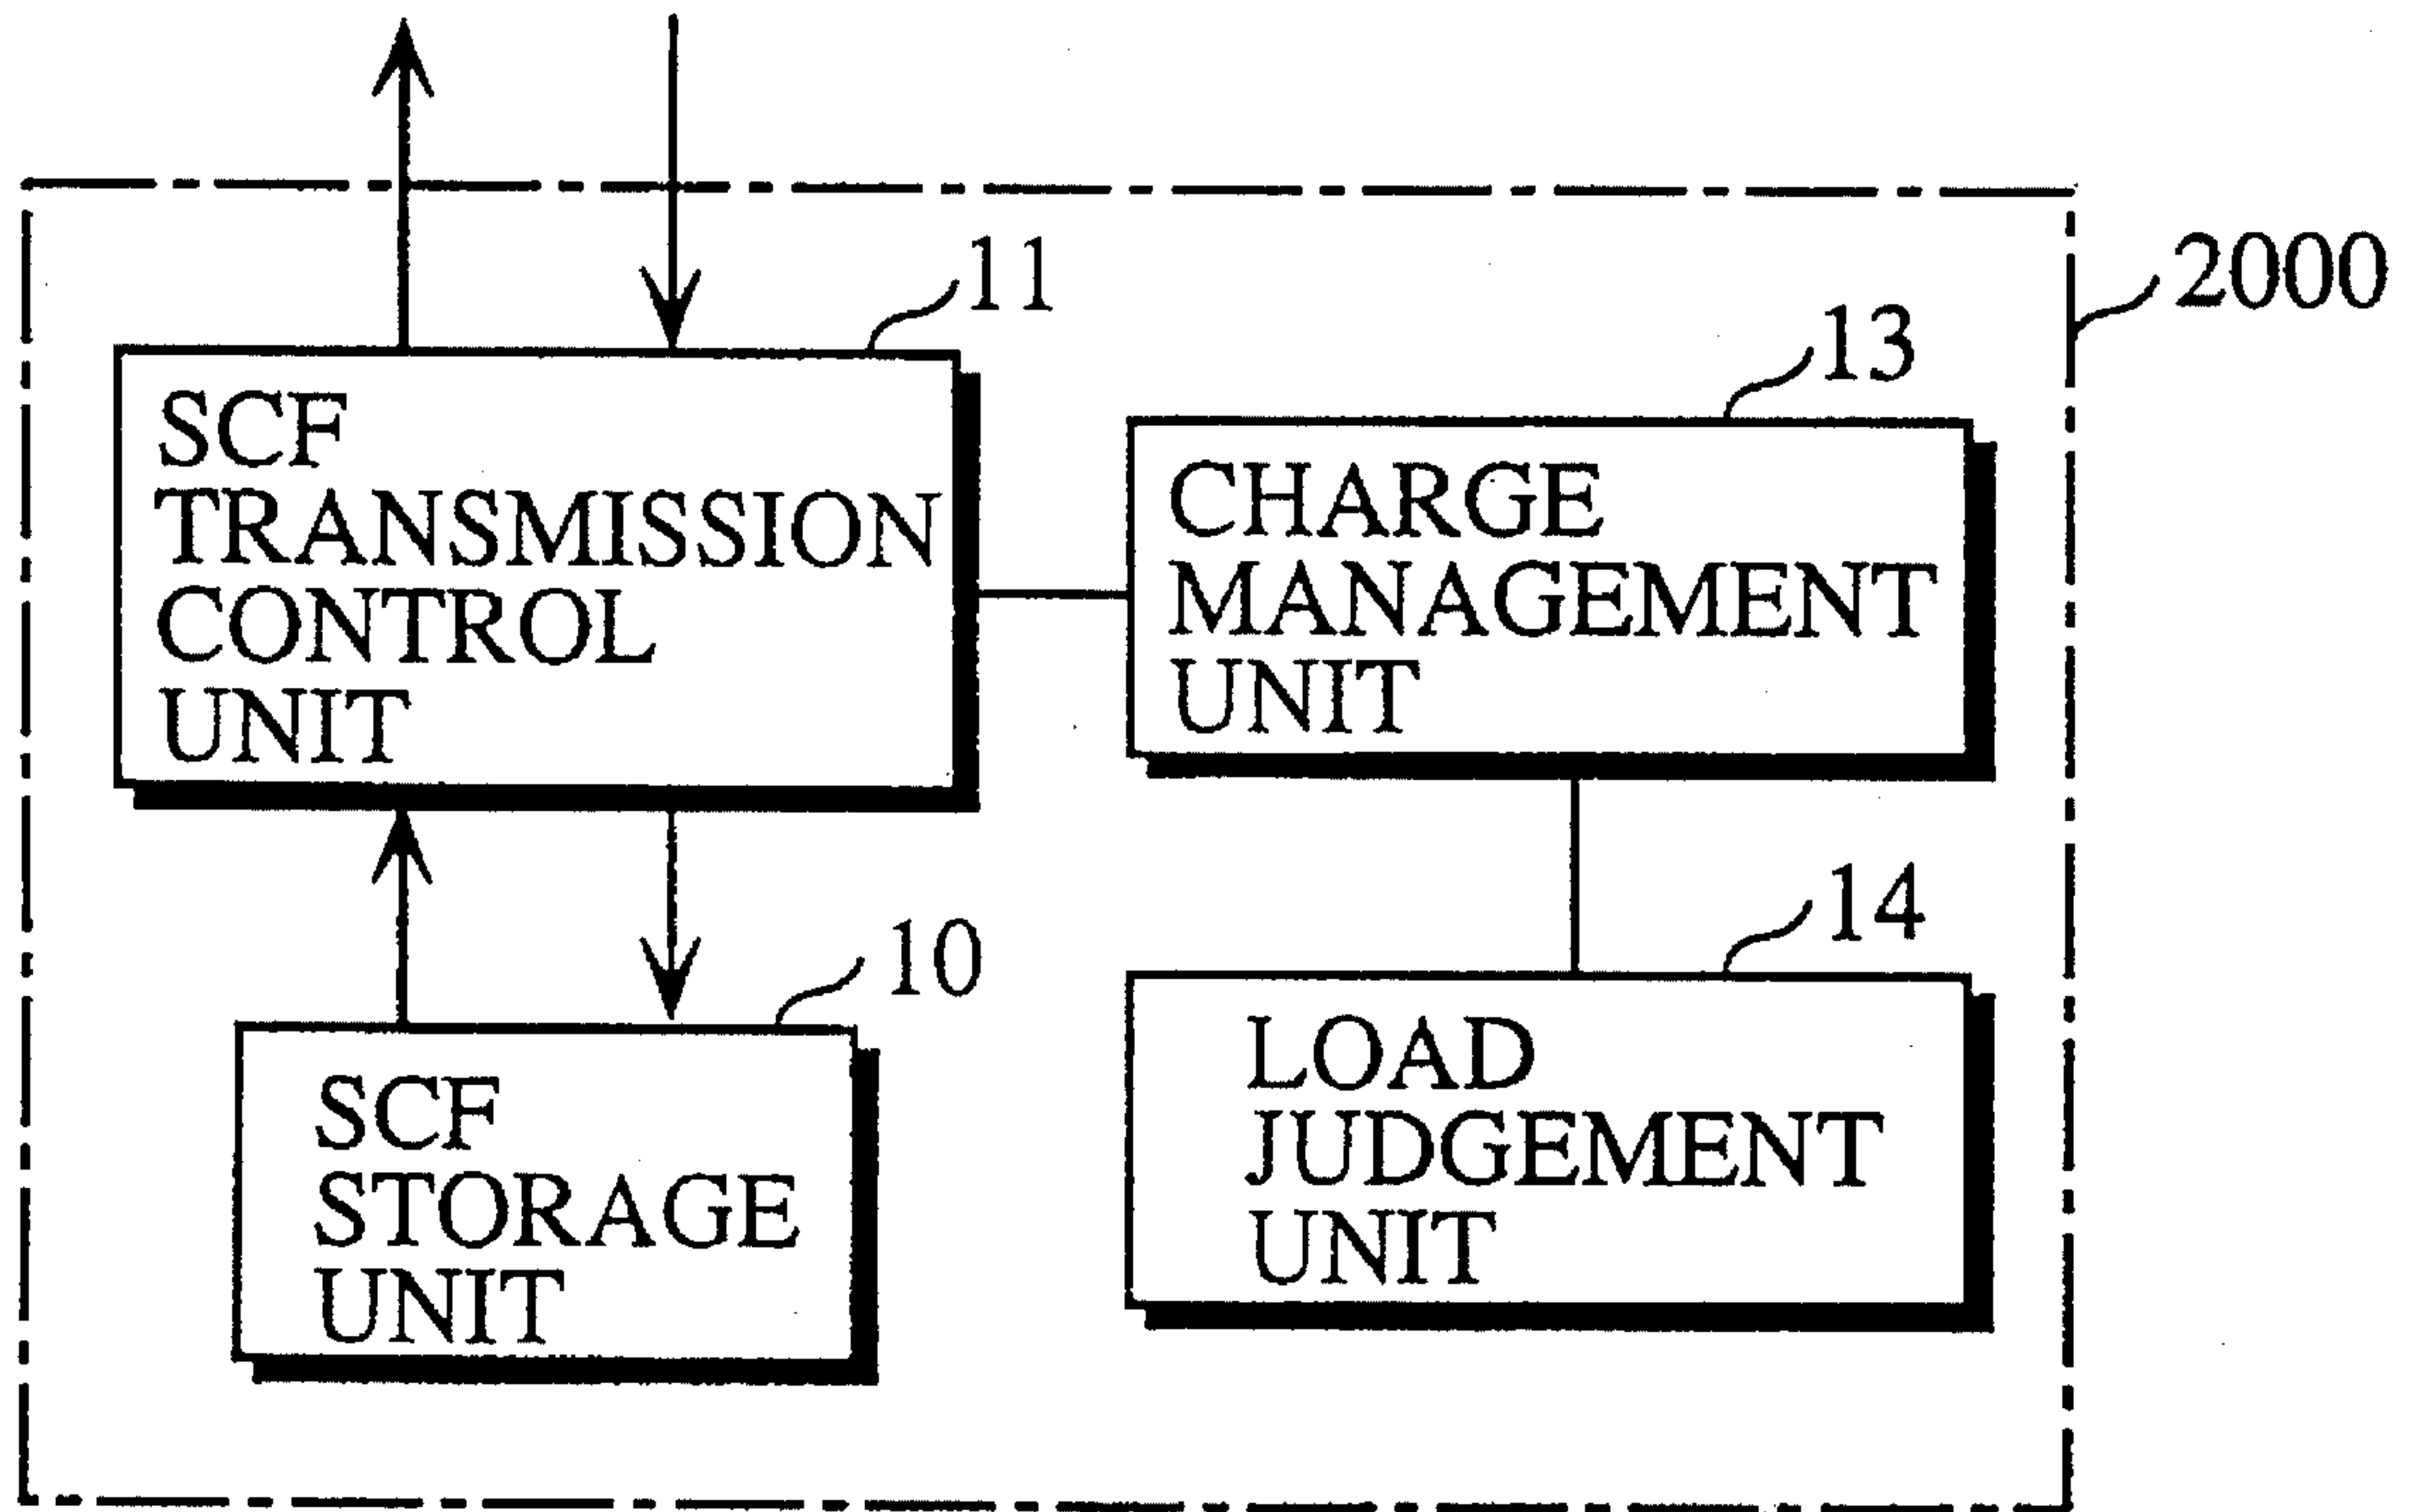 2000
11
SCF
TRANSMISSION
CONTROL
UNIT
13
CHARGE
MANAGEMENT
UNIT
10
SCF
STORAGE
UNIT
14
LOAD
JUDGEMENT
UNIT